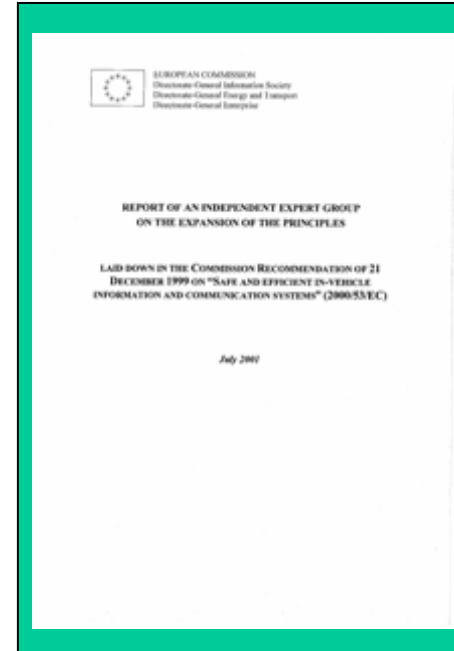 EUROPEAN COMMISSION
Directorate-General Information Society
Directorate-General Energy and Transport
Directorate-General Enterprise
REPORT OF AN INDEPENDENT EXPERT GROUP
ON THE EXPANSION OF THE PRINCIPLES
LAID DOWN IN THE COMMISSION RECOMMENDATION OF 21
DECEMBER 1999 ON "SAFE AND EFFICIENT IN-VEHICLE
INFORMATION AND COMMUNICATION SYSTEMS" (2000/53/EC)
July 2001